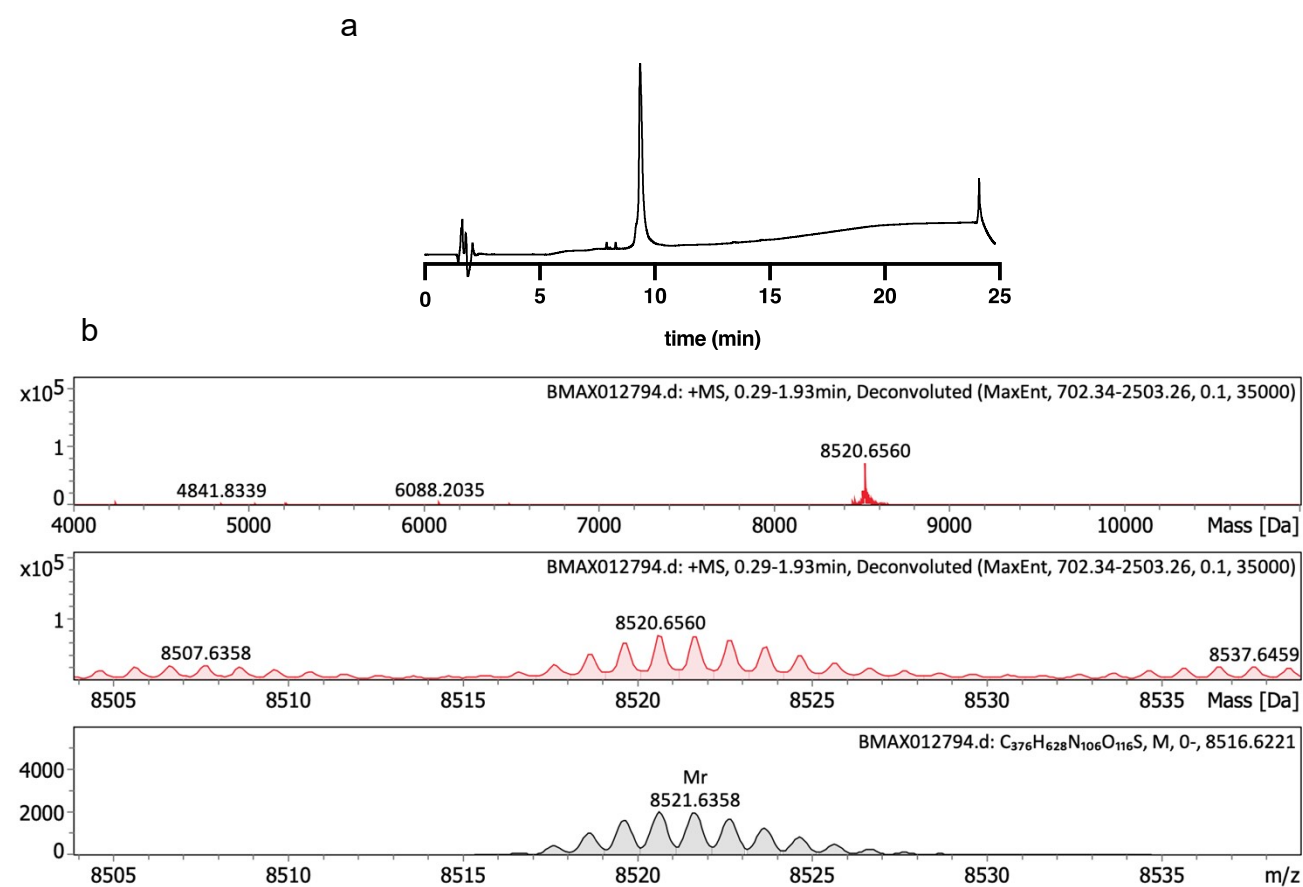 a
0 5 10 15 20 25
time (min)
b
x10⁵
BMAX012794.d: +MS, 0.29-1.93min, Deconvoluted (MaxEnt, 702.34-2503.26, 0.1, 35000)
1
8520.6560
0
4841.8339 6088.2035
4000 5000 6000 7000 8000 9000 10000 Mass [Da]
x10⁵
BMAX012794.d: +MS, 0.29-1.93min, Deconvoluted (MaxEnt, 702.34-2503.26, 0.1, 35000)
1
8507.6358 8520.6560 8537.6459
8505 8510 8515 8520 8525 8530 8535 Mass [Da]
BMAX012794.d: C₃₇₆H₆₂₈N₁₀₆O₁₁₆S, M, 0-, 8516.6221
4000
Mr
2000
8521.6358
0
8505 8510 8515 8520 8525 8530 8535 m/z